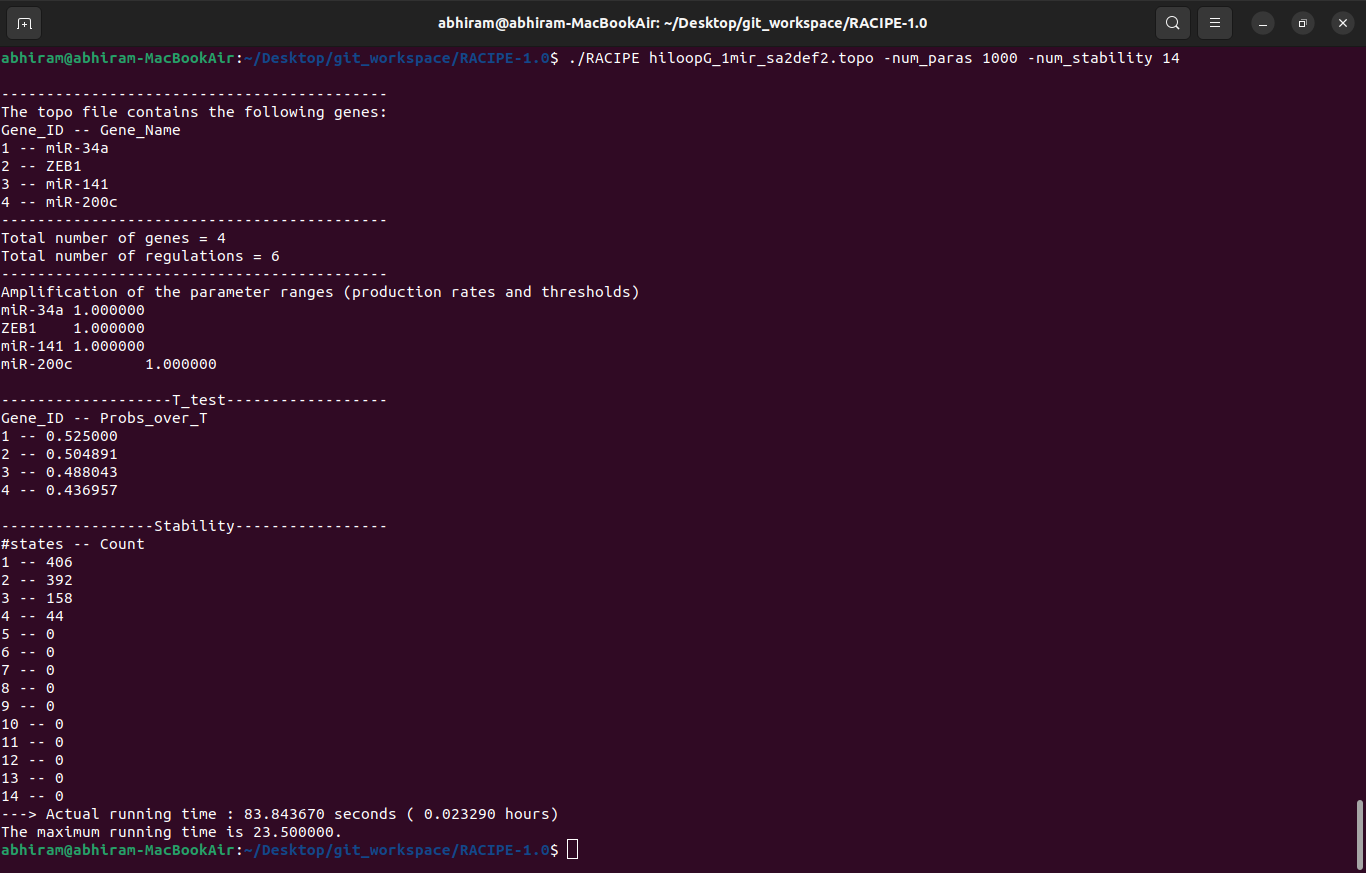 abhiram@abhiram-MacBookAir: ~/Desktop/git_workspace/RACIPE-1.0
abhiram@abhiram-MacBookAir:~/Desktop/git_workspace/RACIPE-1.0$ ./RACIPE hiloopG_1mir_sa2def2.topo -num_paras 1000 -num_stability 14
-------------------------------------------
The topo file contains the following genes:
Gene_ID -- Gene_Name
1 -- miR-34a
2 -- ZEB1
3 -- miR-141
4 -- miR-200c
-------------------------------------------
Total number of genes = 4
Total number of regulations = 6
-------------------------------------------
Amplification of the parameter ranges (production rates and thresholds)
miR-34a 1.000000
ZEB1    1.000000
miR-141 1.000000
miR-200c        1.000000
-------------------T_test------------------
Gene_ID -- Probs_over_T
1 -- 0.525000
2 -- 0.504891
3 -- 0.488043
4 -- 0.436957
-----------------Stability-----------------
#states -- Count
1 -- 406
2 -- 392
3 -- 158
4 -- 44
5 -- 0
6 -- 0
7 -- 0
8 -- 0
9 -- 0
10 -- 0
11 -- 0
12 -- 0
13 -- 0
14 -- 0
---> Actual running time : 83.843670 seconds ( 0.023290 hours)
The maximum running time is 23.500000.
abhiram@abhiram-MacBookAir:~/Desktop/git_workspace/RACIPE-1.0$